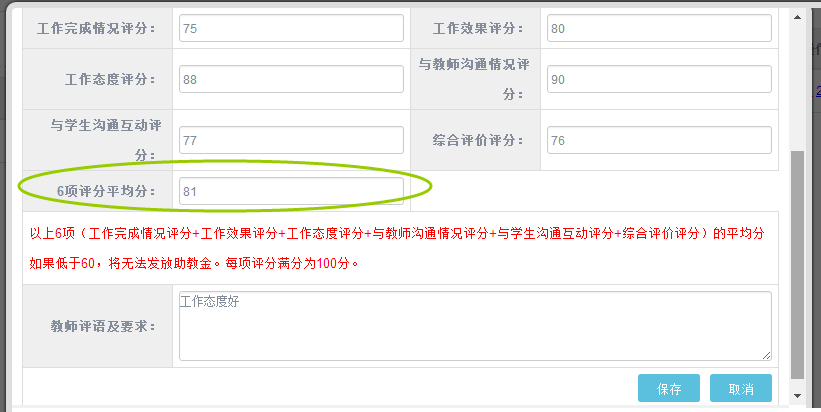 工作完成情况评分： 75 工作效果评分： 80
工作态度评分： 88 与教师沟通情况评
分： 90
与学生沟通互动评
分： 77 综合评价评分： 76
6项评分平均分： 81
以上6项（工作完成情况评分+工作效果评分+工作态度评分+与教师沟通情况评分+与学生沟通互动评分+综合评价评分）的平均分
如果低于60，将无法发放助教金。每项评分满分为100分。
教师评语及要求： 工作态度好
保存 取消